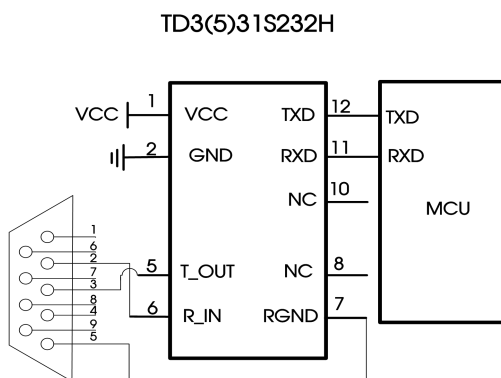 TD3(5)31S232H
VCC 1 VCC TXD 12 TXD
2 GND RXD 11 RXD
NC 10
MCU
1
6
2
7
3
8
4
9
5
5 T_OUT NC 8
6 R_IN RGND 7